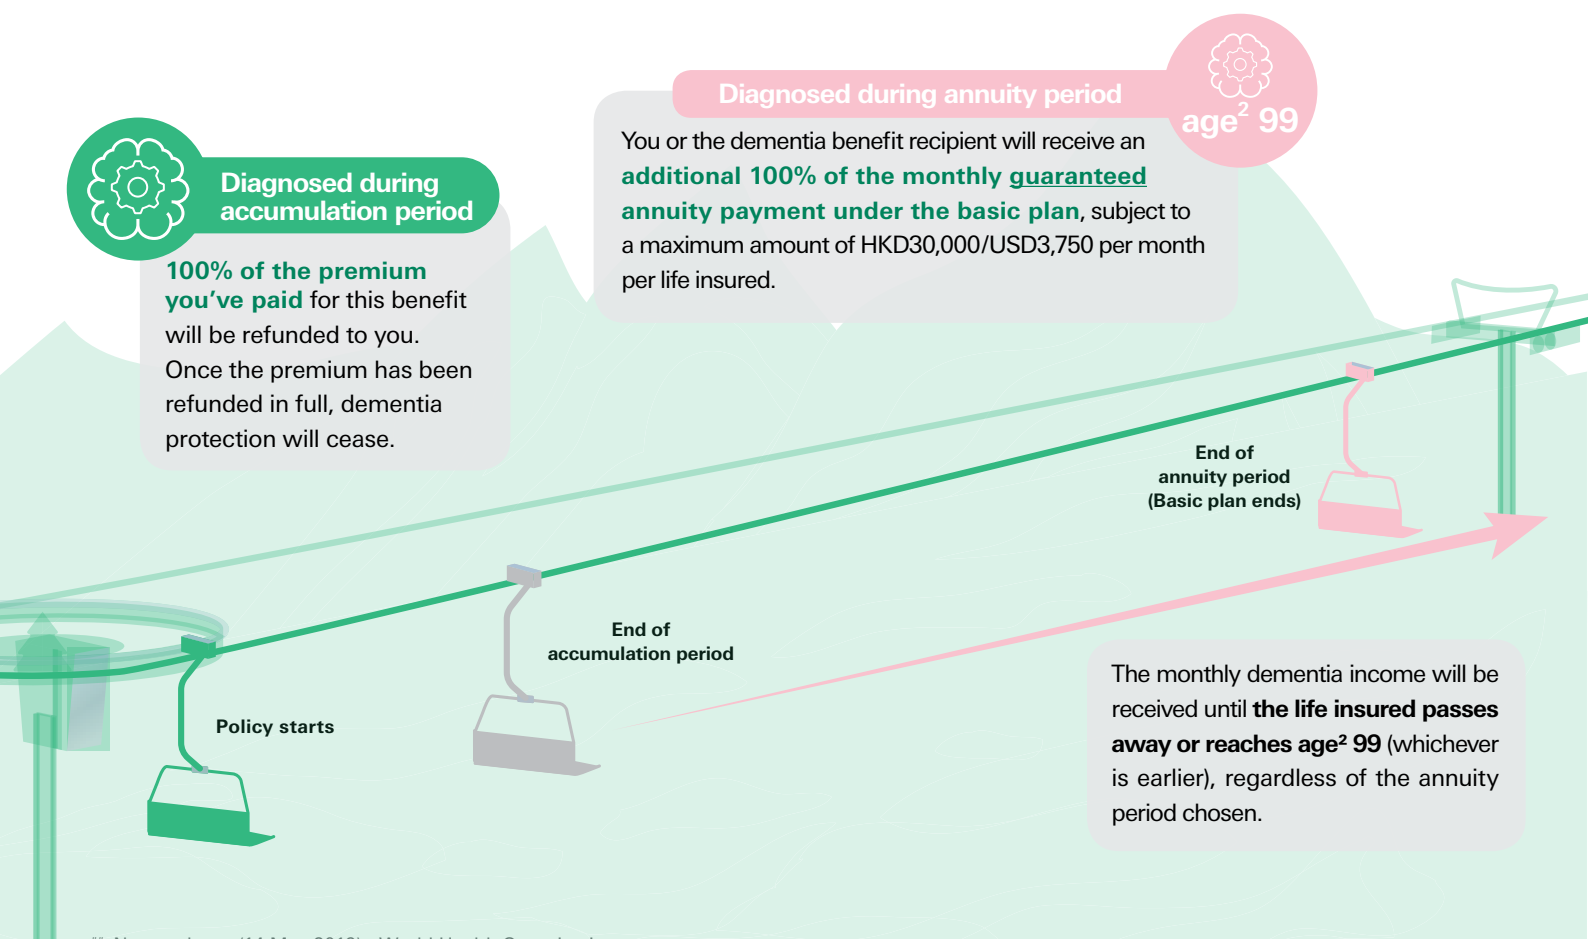 Diagnosed during
accumulation period
100% of the premium
you've paid for this benefit
will be refunded to you.
Once the premium has been
refunded in full, dementia
protection will cease.
Diagnosed during annuity period
age² 99
You or the dementia benefit recipient will receive an
additional 100% of the monthly guaranteed
annuity payment under the basic plan, subject to
a maximum amount of HKD30,000/USD3,750 per month
per life insured.
End of
annuity period
(Basic plan ends)
End of
accumulation period
Policy starts
The monthly dementia income will be
received until the life insured passes
away or reaches age² 99 (whichever
is earlier), regardless of the annuity
period chosen.